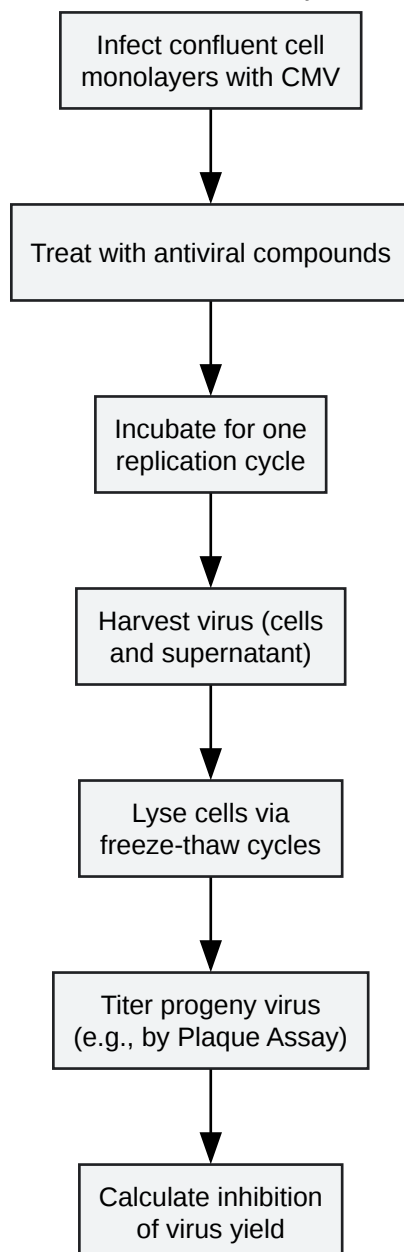 Infect confluent cell
monolayers with CMV
Treat with antiviral compounds
Incubate for one
replication cycle
Harvest virus (cells
and supernatant)
Lyse cells via
freeze-thaw cycles
Titer progeny virus
(e.g., by Plaque Assay)
Calculate inhibition
of virus yield